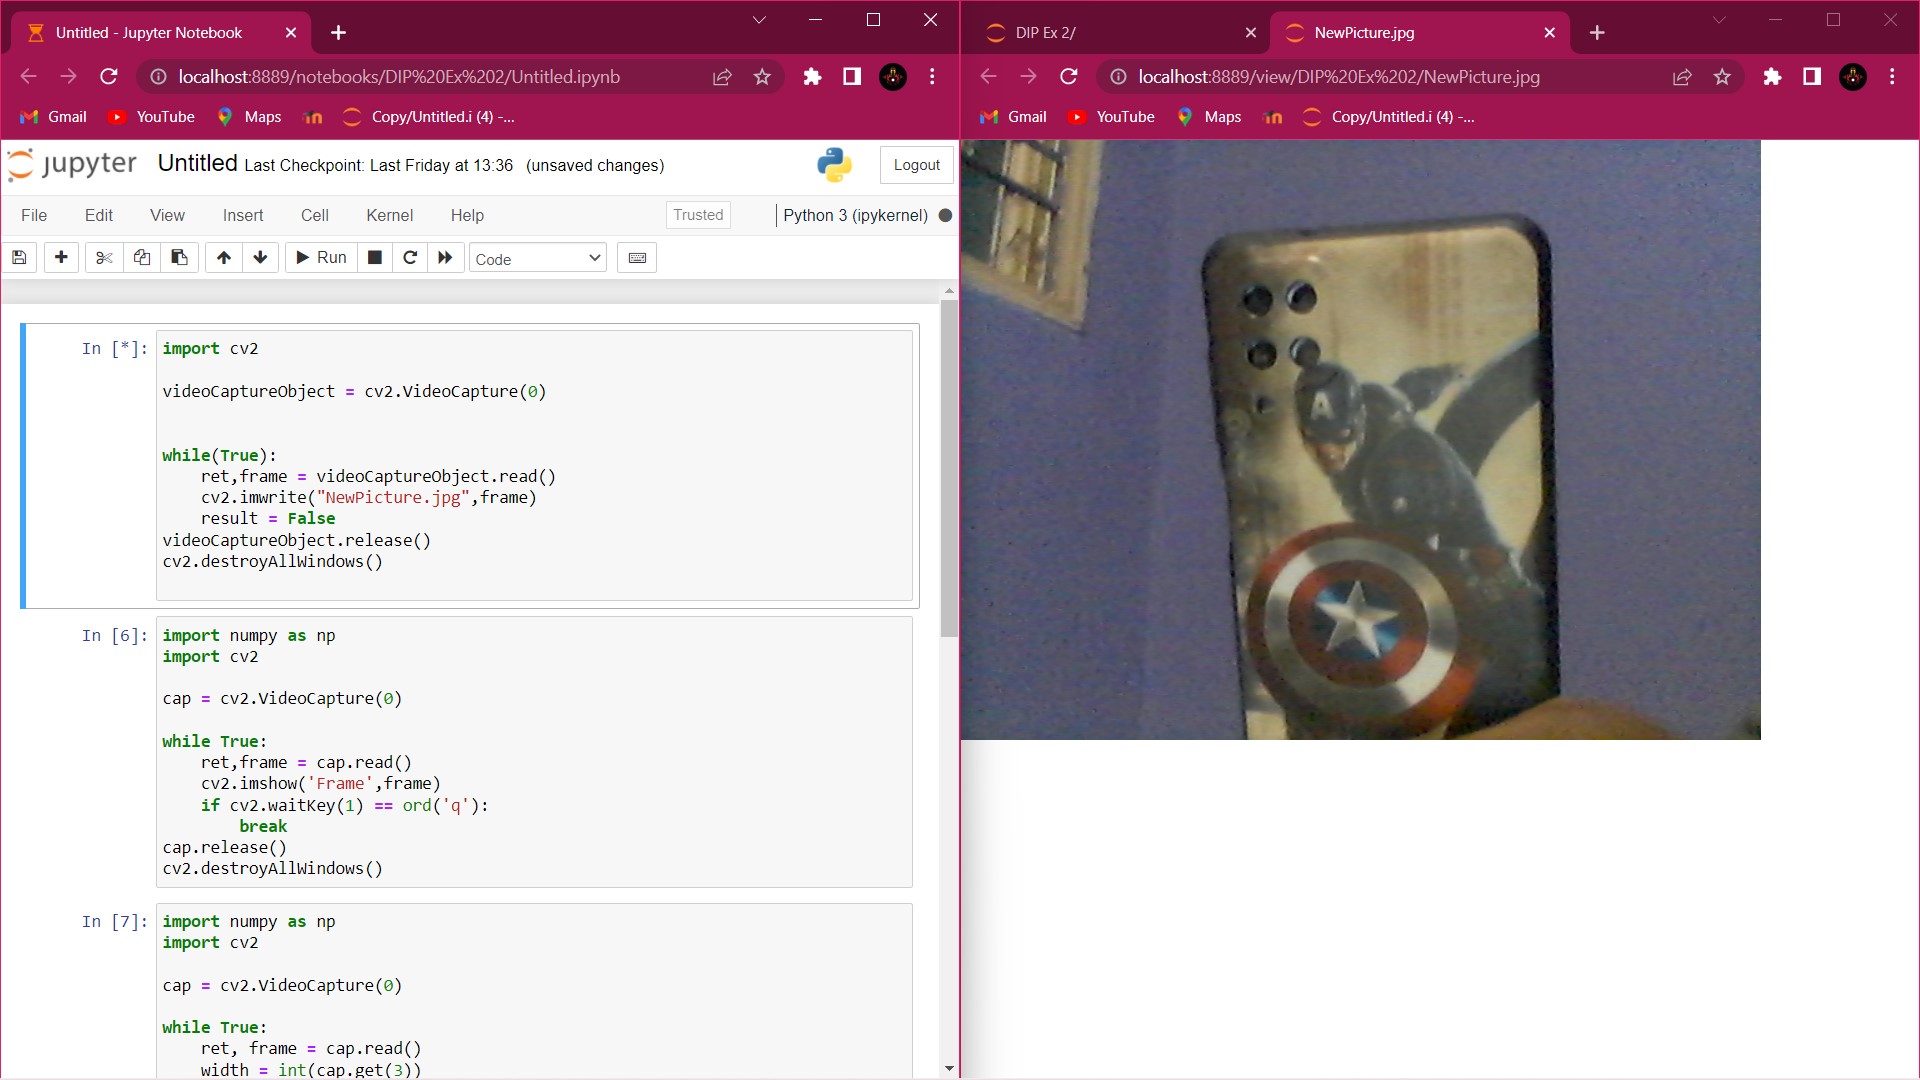 Untitled - Jupyter Notebook
localhost:8889/notebooks/DIP%20Ex%202/Untitled.ipynb
Gmail YouTube Maps Copy/Untitled.i (4) -...
jupyter Untitled Last Checkpoint: Last Friday at 13:36 (unsaved changes) Logout
File Edit View Insert Cell Kernel Help Trusted Python 3 (ipykernel)
Run Code
In [*]: import cv2
videoCaptureObject = cv2.VideoCapture(0)
while(True):
    ret,frame = videoCaptureObject.read()
    cv2.imwrite("NewPicture.jpg",frame)
    result = False
videoCaptureObject.release()
cv2.destroyAllWindows()
In [6]: import numpy as np
import cv2
cap = cv2.VideoCapture(0)
while True:
    ret,frame = cap.read()
    cv2.imshow('Frame',frame)
    if cv2.waitKey(1) == ord('q'):
        break
cap.release()
cv2.destroyAllWindows()
In [7]: import numpy as np
import cv2
cap = cv2.VideoCapture(0)
while True:
    ret, frame = cap.read()
    width = int(cap.get(3))
DIP Ex 2/ NewPicture.jpg
localhost:8889/view/DIP%20Ex%202/NewPicture.jpg
Gmail YouTube Maps Copy/Untitled.i (4) -...
A